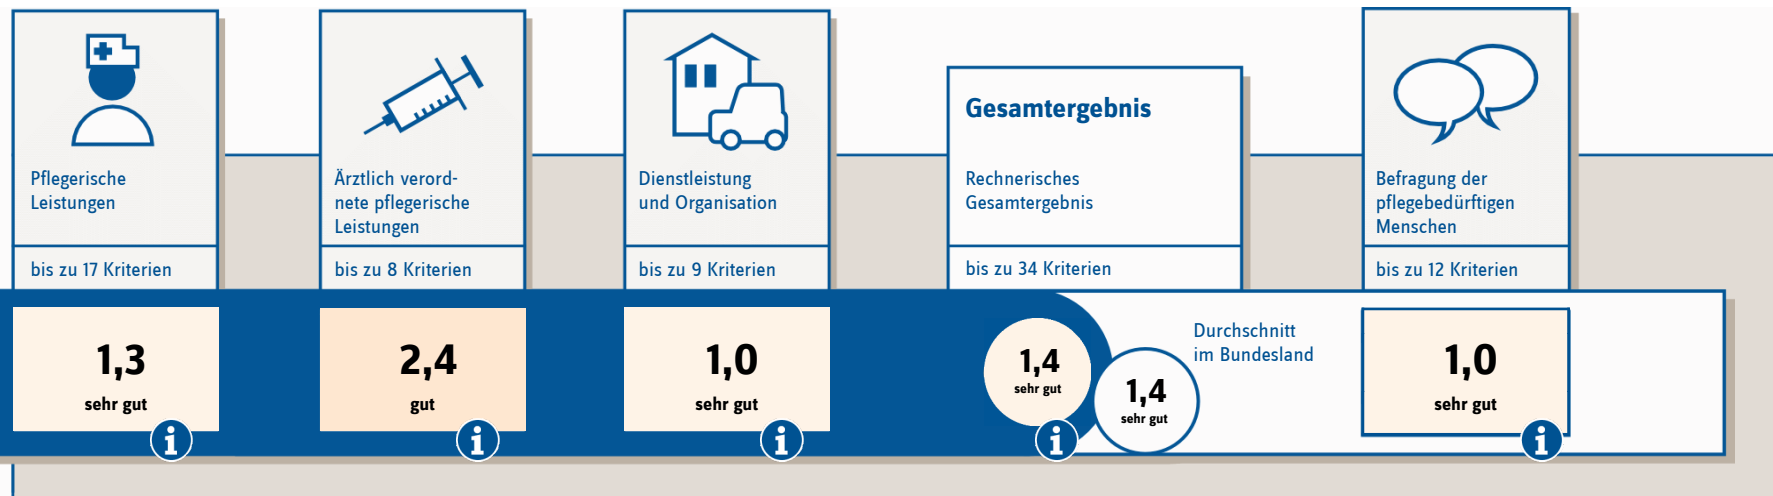 Pflegerische
Leistungen
bis zu 17 Kriterien
1,3
sehr gut
i
Ärztlich verord-
nete pflegerische
Leistungen
bis zu 8 Kriterien
2,4
gut
i
Dienstleistung
und Organisation
bis zu 9 Kriterien
1,0
sehr gut
i
Gesamtergebnis
Rechnerisches
Gesamtergebnis
bis zu 34 Kriterien
1,4
sehr gut
i
1,4
sehr gut
Durchschnitt
im Bundesland
Befragung der
pflegebedürftigen
Menschen
bis zu 12 Kriterien
1,0
sehr gut
i